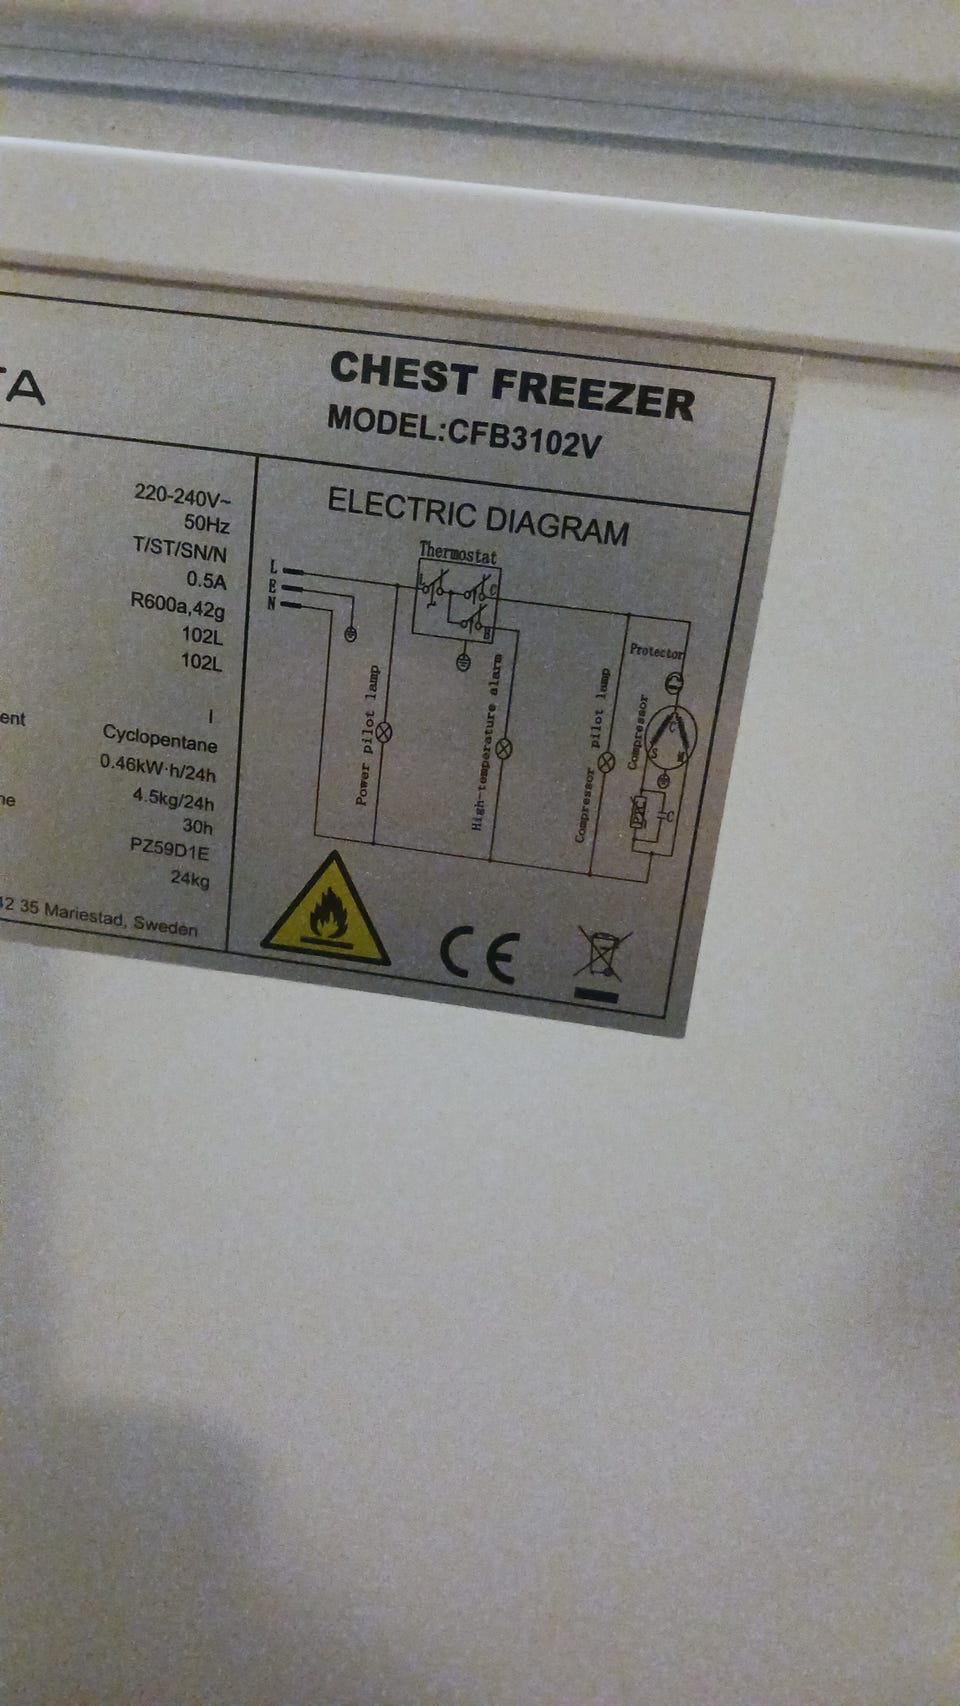 TA
CHEST FREEZER
MODEL:CFB3102V
220-240V~
50Hz
T/ST/SN/N
0.5A
R600a,42g
102L
102L
I
ent
Cyclopentane
0.46kW·h/24h
4.5kg/24h
ne
30h
PZ59D1E
24kg
42 35 Mariestad, Sweden
ELECTRIC DIAGRAM
Thermostat
L
E
N
L
C
Protector
Power pilot lamp
High-temperature alarm
Compressor pilot lamp
Compressor
C
S
PTC
C
CE